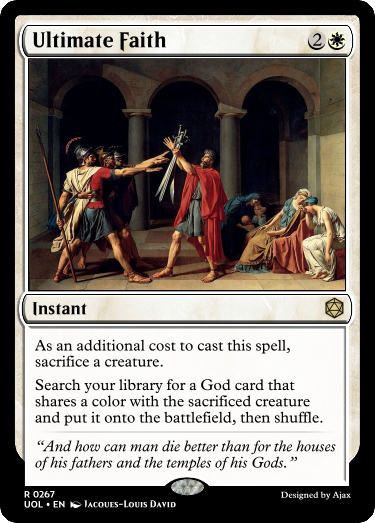 Ultimate Faith 2
Instant
As an additional cost to cast this spell,
sacrifice a creature.
Search your library for a God card that
shares a color with the sacrificed creature
and put it onto the battlefield, then shuffle.
“And how can man die better than for the houses
of his fathers and the temples of his Gods.”
R 0267
UOL • EN Jacques-Louis David
Designed by Ajax